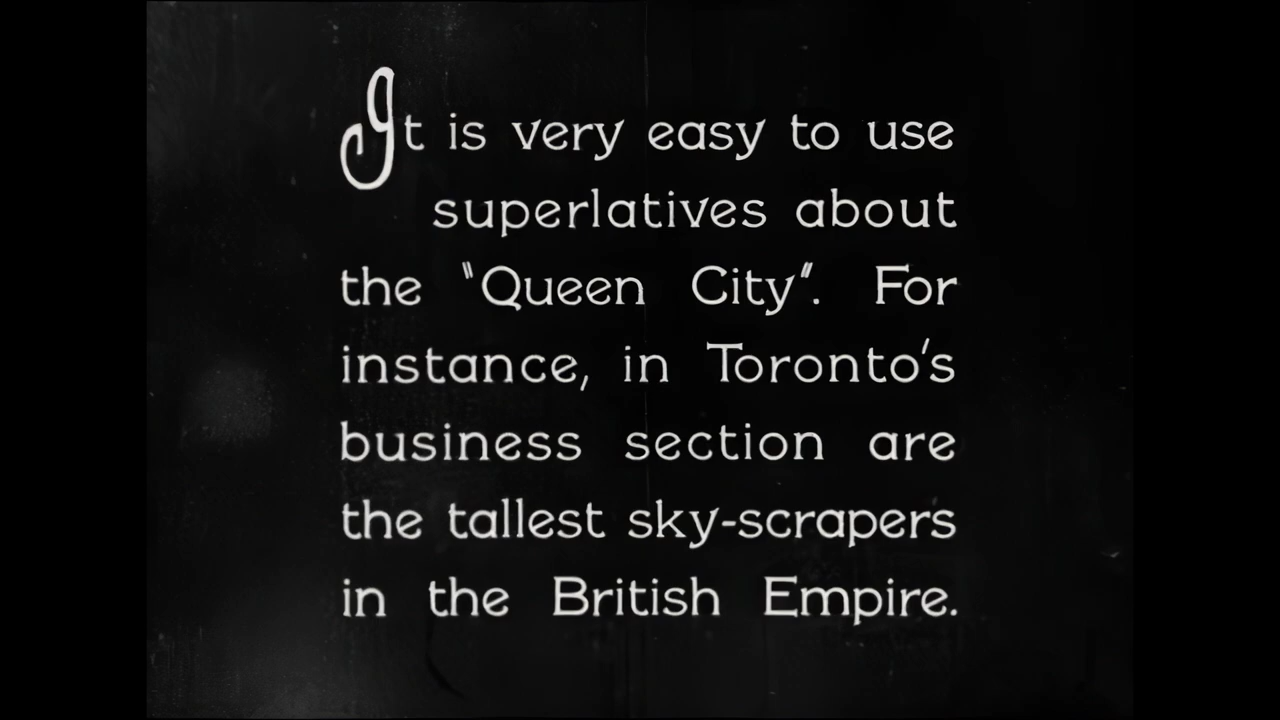 It is very easy to use
superlatives about
the "Queen City". For
instance, in Toronto's
business section are
the tallest sky-scrapers
in the British Empire.